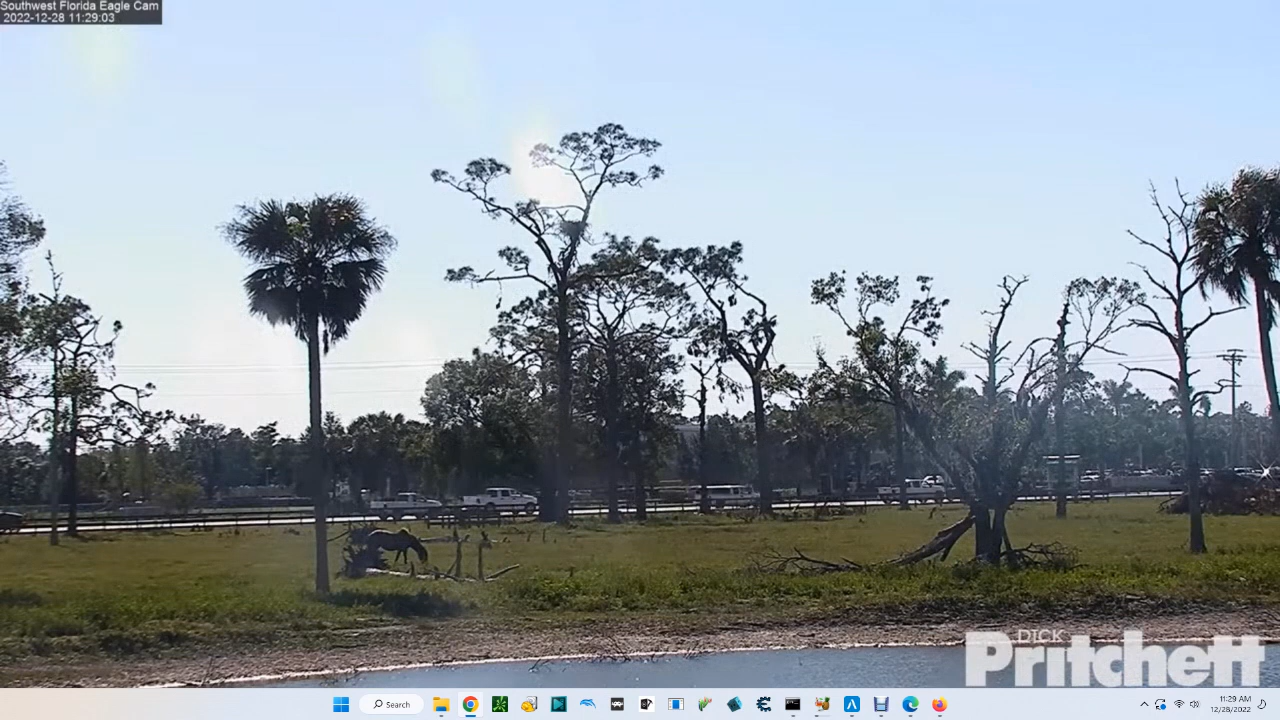 Southwest Florida Eagle Cam
2022-12-28 11:29:03
DICK
Pritchett
Search
11:29 AM
12/28/2022